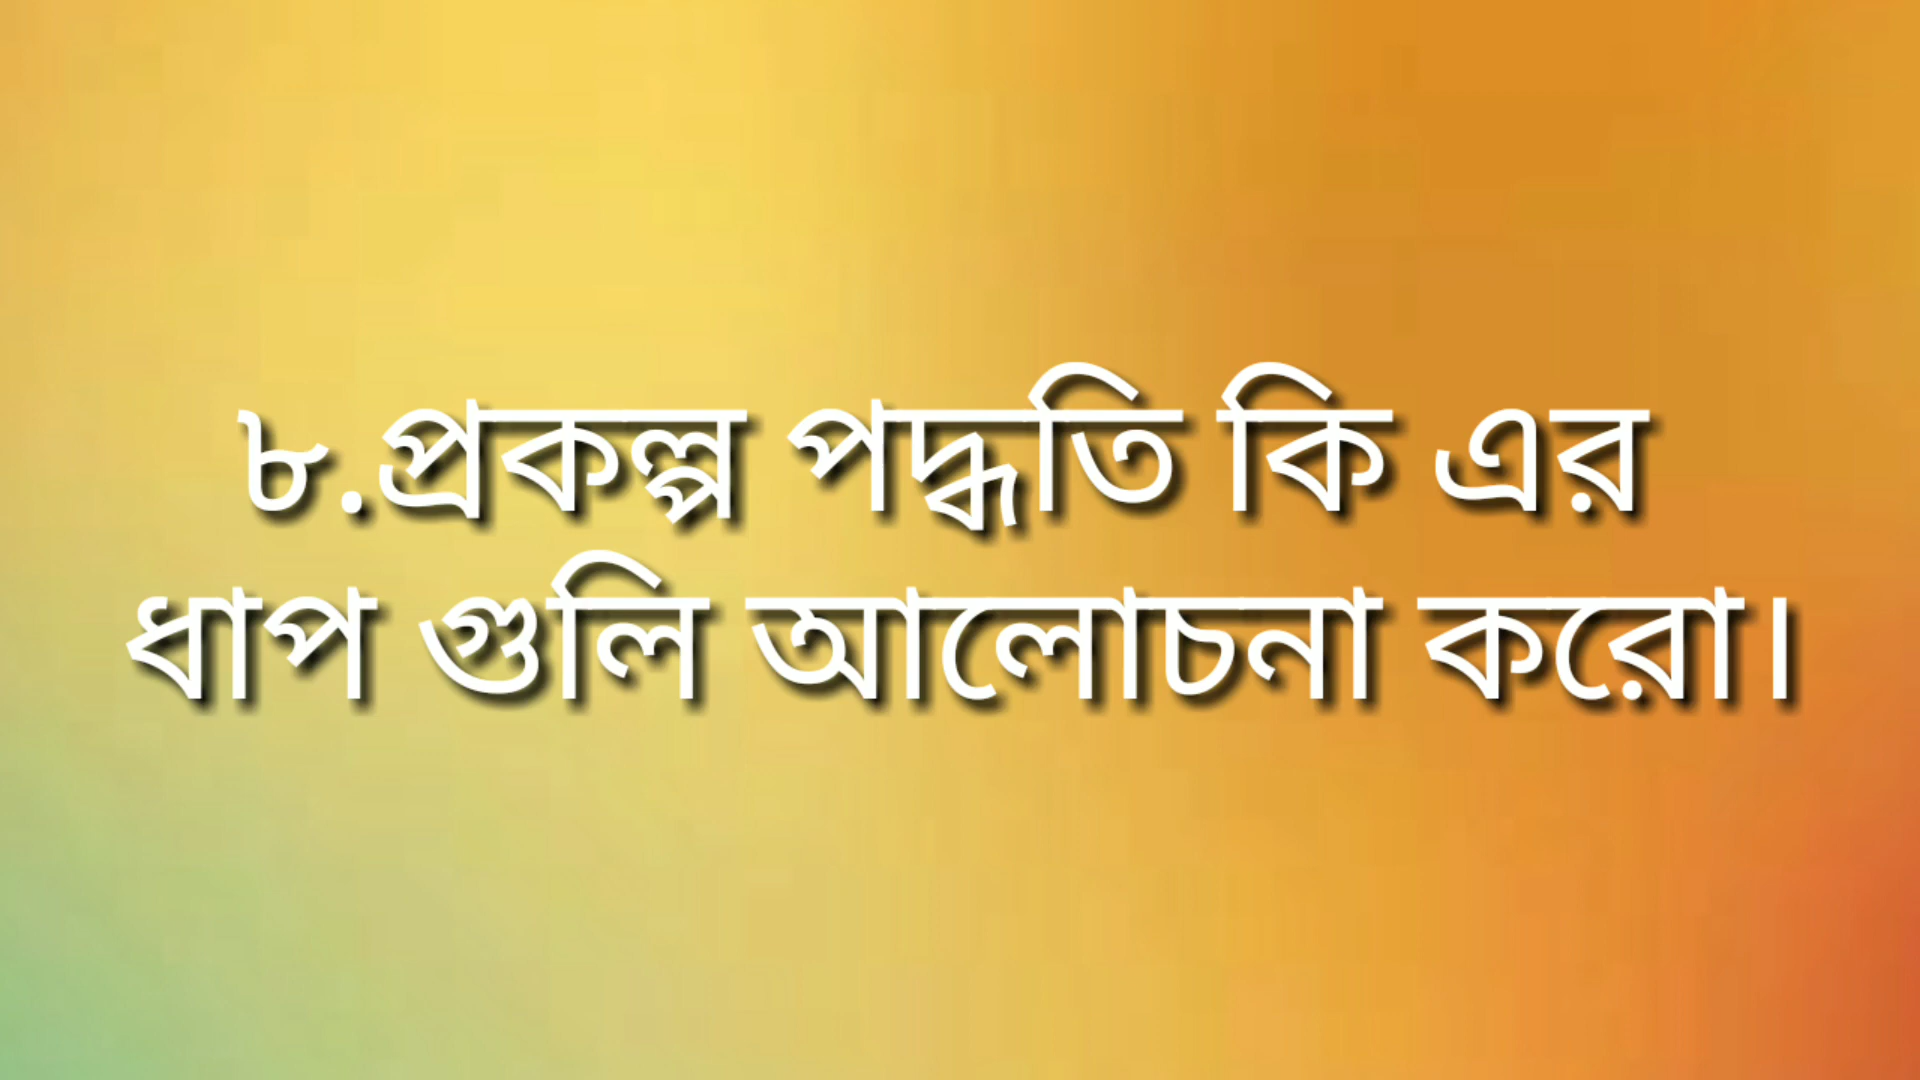 ৮.প্রকল্প পদ্ধতি কি এর
ধাপ গুলি আলোচনা করো।